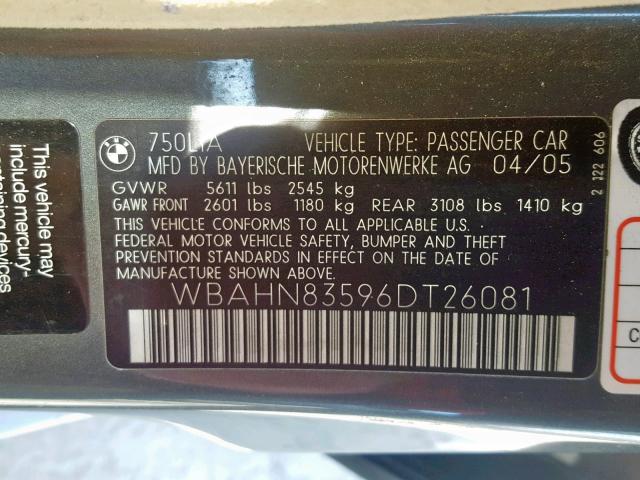 This vehicle may
include mercury-
containing devices
BMW
750LiA VEHICLE TYPE: PASSENGER CAR
MFD BY BAYERISCHE MOTORENWERKE AG 04/05
GVWR 5611 lbs 2545 kg
GAWR FRONT 2601 lbs 1180 kg REAR 3108 lbs 1410 kg
THIS VEHICLE CONFORMS TO ALL APPLICABLE U.S.
FEDERAL MOTOR VEHICLE SAFETY, BUMPER AND THEFT
PREVENTION STANDARDS IN EFFECT ON THE DATE OF
MANUFACTURE SHOWN ABOVE.
WBAHN83596DT26081
2 122 606